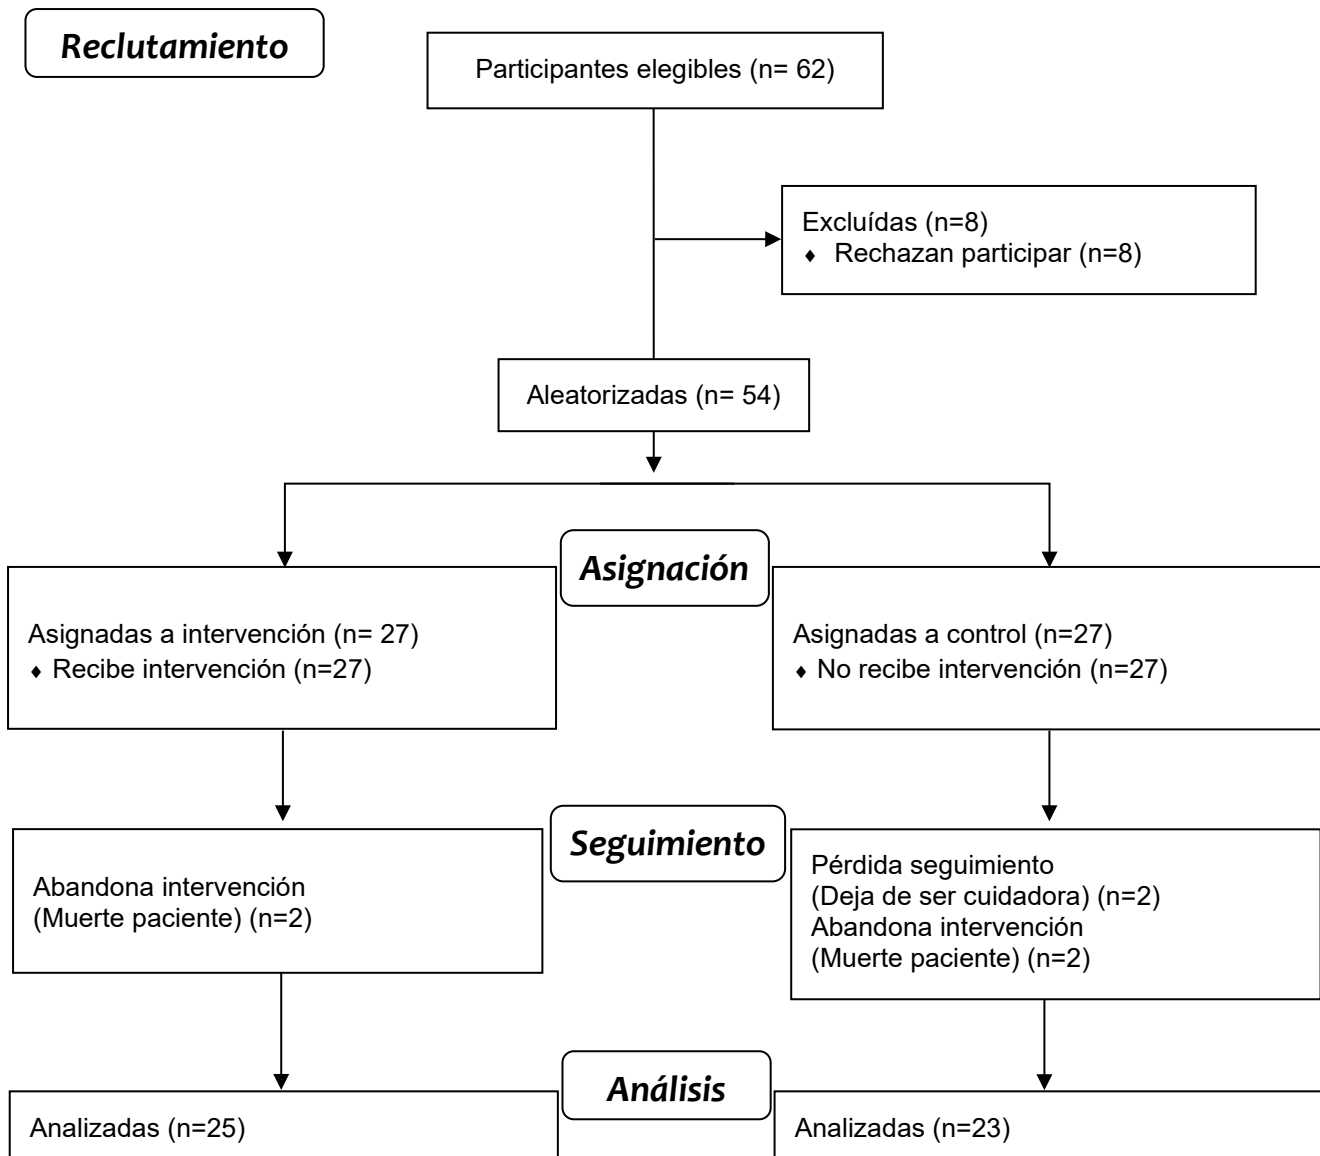 Reclutamiento
Participantes elegibles (n= 62)
Excluídas (n=8)
♦ Rechazan participar (n=8)
Aleatorizadas (n= 54)
Asignación
Asignadas a intervención (n= 27)
♦ Recibe intervención (n=27)
Asignadas a control (n=27)
♦ No recibe intervención (n=27)
Seguimiento
Abandona intervención
(Muerte paciente) (n=2)
Pérdida seguimiento
(Deja de ser cuidadora) (n=2)
Abandona intervención
(Muerte paciente) (n=2)
Análisis
Analizadas (n=25)
Analizadas (n=23)